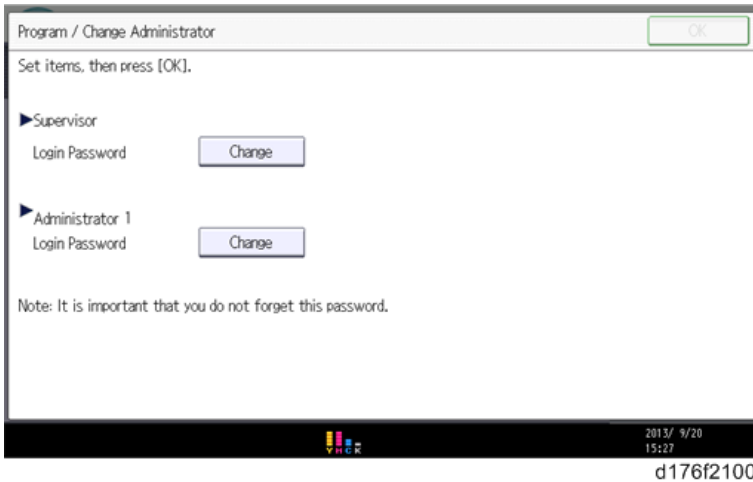 Program / Change Administrator
OK
Set items, then press [OK].
►Supervisor
Login Password
Change
►Administrator 1
Login Password
Change
Note: It is important that you do not forget this password.
Y M C K
2013/ 9/20
15:27
d176f2100